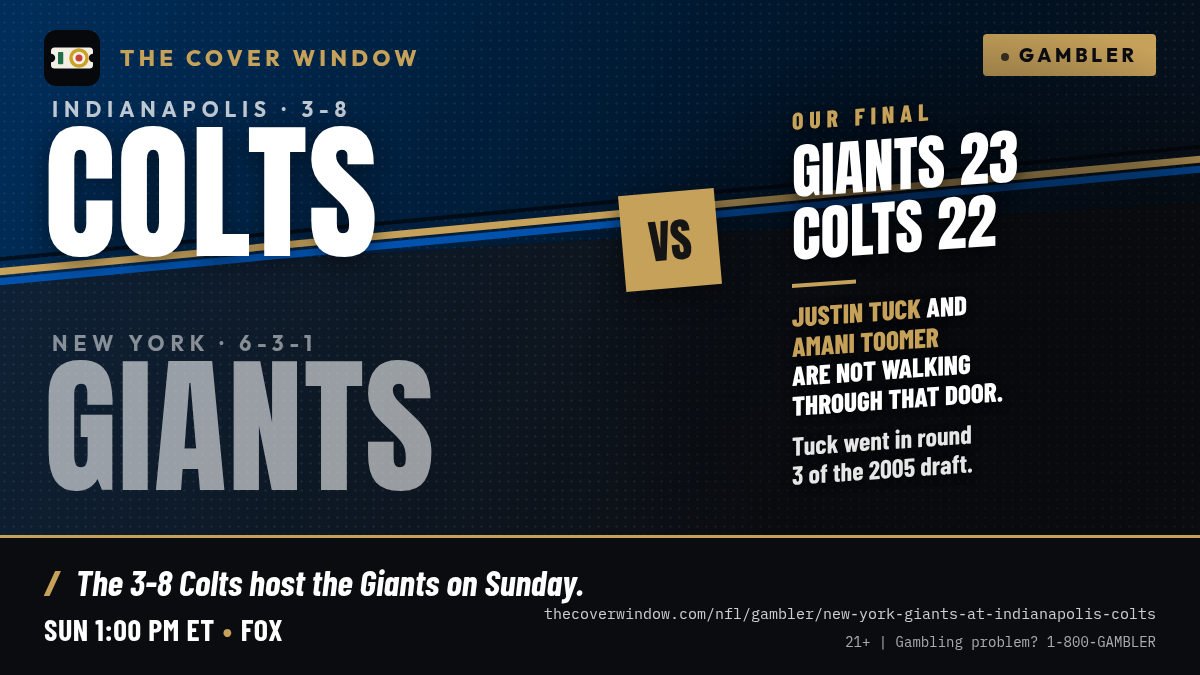 THE COVER WINDOW
• GAMBLER
INDIANAPOLIS · 3-8
COLTS
VS
NEW YORK · 6-3-1
GIANTS
OUR FINAL
GIANTS 23
COLTS 22
JUSTIN TUCK AND
AMANI TOOMER
ARE NOT WALKING
THROUGH THAT DOOR.
Tuck went in round
3 of the 2005 draft.
/ The 3-8 Colts host the Giants on Sunday.
SUN 1:00 PM ET • FOX
thecoverwindow.com/nfl/gambler/new-york-giants-at-indianapolis-colts
21+ | Gambling problem? 1-800-GAMBLER